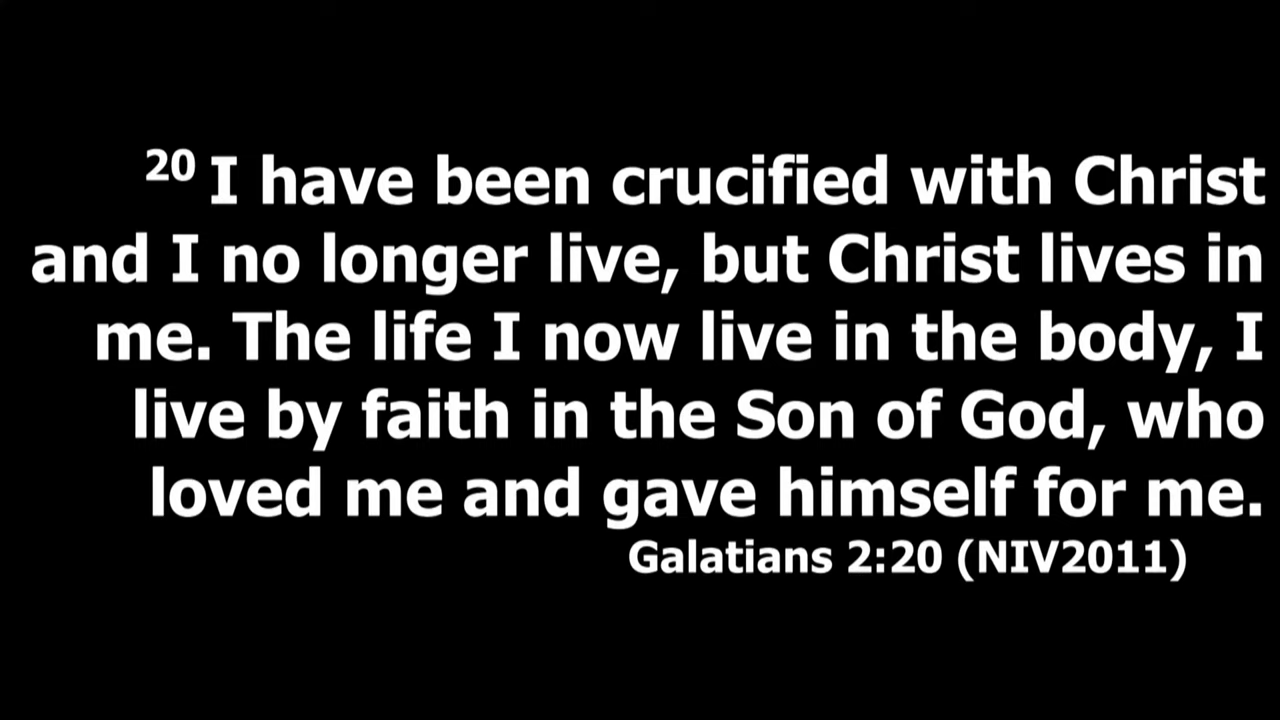 20 I have been crucified with Christ
and I no longer live, but Christ lives in
me. The life I now live in the body, I
live by faith in the Son of God, who
loved me and gave himself for me.
Galatians 2:20 (NIV2011)